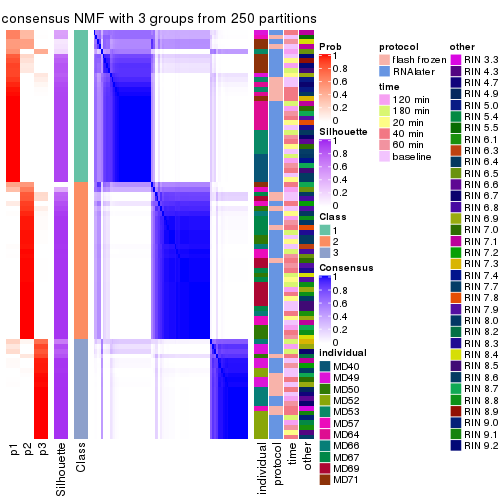 consensus NMF with 3 groups from 250 partitions
Prob
1
0.8
0.6
0.4
0.2
0
Silhouette
1
0.8
0.6
0.4
0.2
0
Class
1
2
3
Consensus
1
0.8
0.6
0.4
0.2
0
individual
MD40
MD49
MD50
MD52
MD53
MD57
MD64
MD66
MD67
MD69
MD71
protocol
flash frozen
RNAlater
time
120 min
180 min
20 min
40 min
60 min
baseline
other
RIN 3.3
RIN 4.3
RIN 4.7
RIN 4.9
RIN 5.0
RIN 5.4
RIN 5.5
RIN 6.1
RIN 6.3
RIN 6.4
RIN 6.5
RIN 6.6
RIN 6.7
RIN 6.8
RIN 6.9
RIN 7.0
RIN 7.1
RIN 7.2
RIN 7.3
RIN 7.4
RIN 7.7
RIN 7.8
RIN 7.9
RIN 8.0
RIN 8.2
RIN 8.3
RIN 8.4
RIN 8.5
RIN 8.6
RIN 8.7
RIN 8.8
RIN 8.9
RIN 9.0
RIN 9.1
RIN 9.2
p1
p2
p3
Silhouette
Class
individual
protocol
time
other